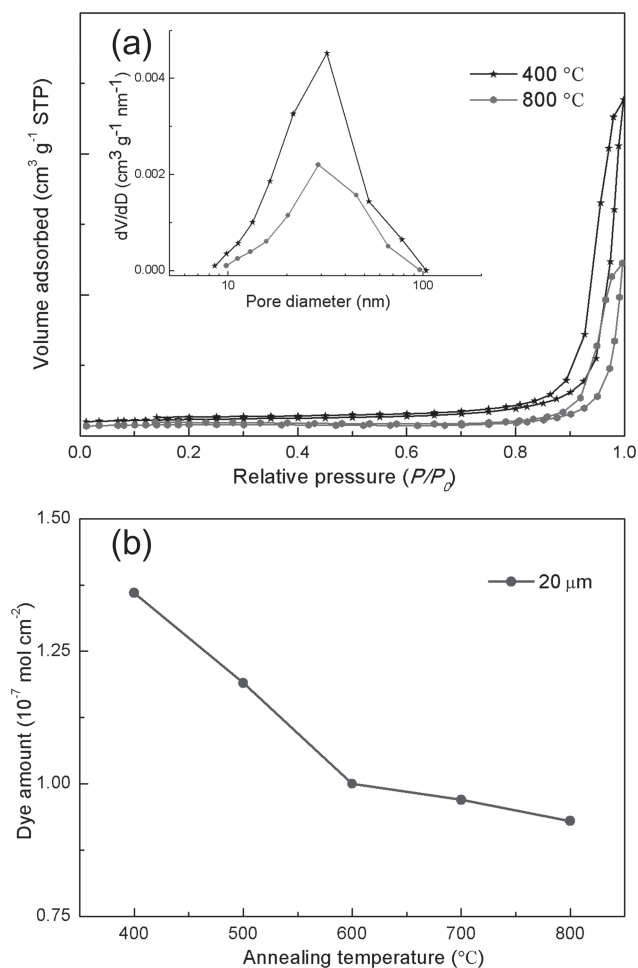 (a)
400 °C
800 °C
0.004
0.002
0.000
dV/dD (cm³ g⁻¹ nm⁻¹)
10
100
Pore diameter (nm)
Volume adsorbed (cm³ g⁻¹ STP)
0.0
0.2
0.4
0.6
0.8
1.0
Relative pressure (P/P₀)
(b)
20 μm
1.50
1.25
1.00
0.75
Dye amount (10⁻⁷ mol cm⁻²)
400
500
600
700
800
Annealing temperature (°C)